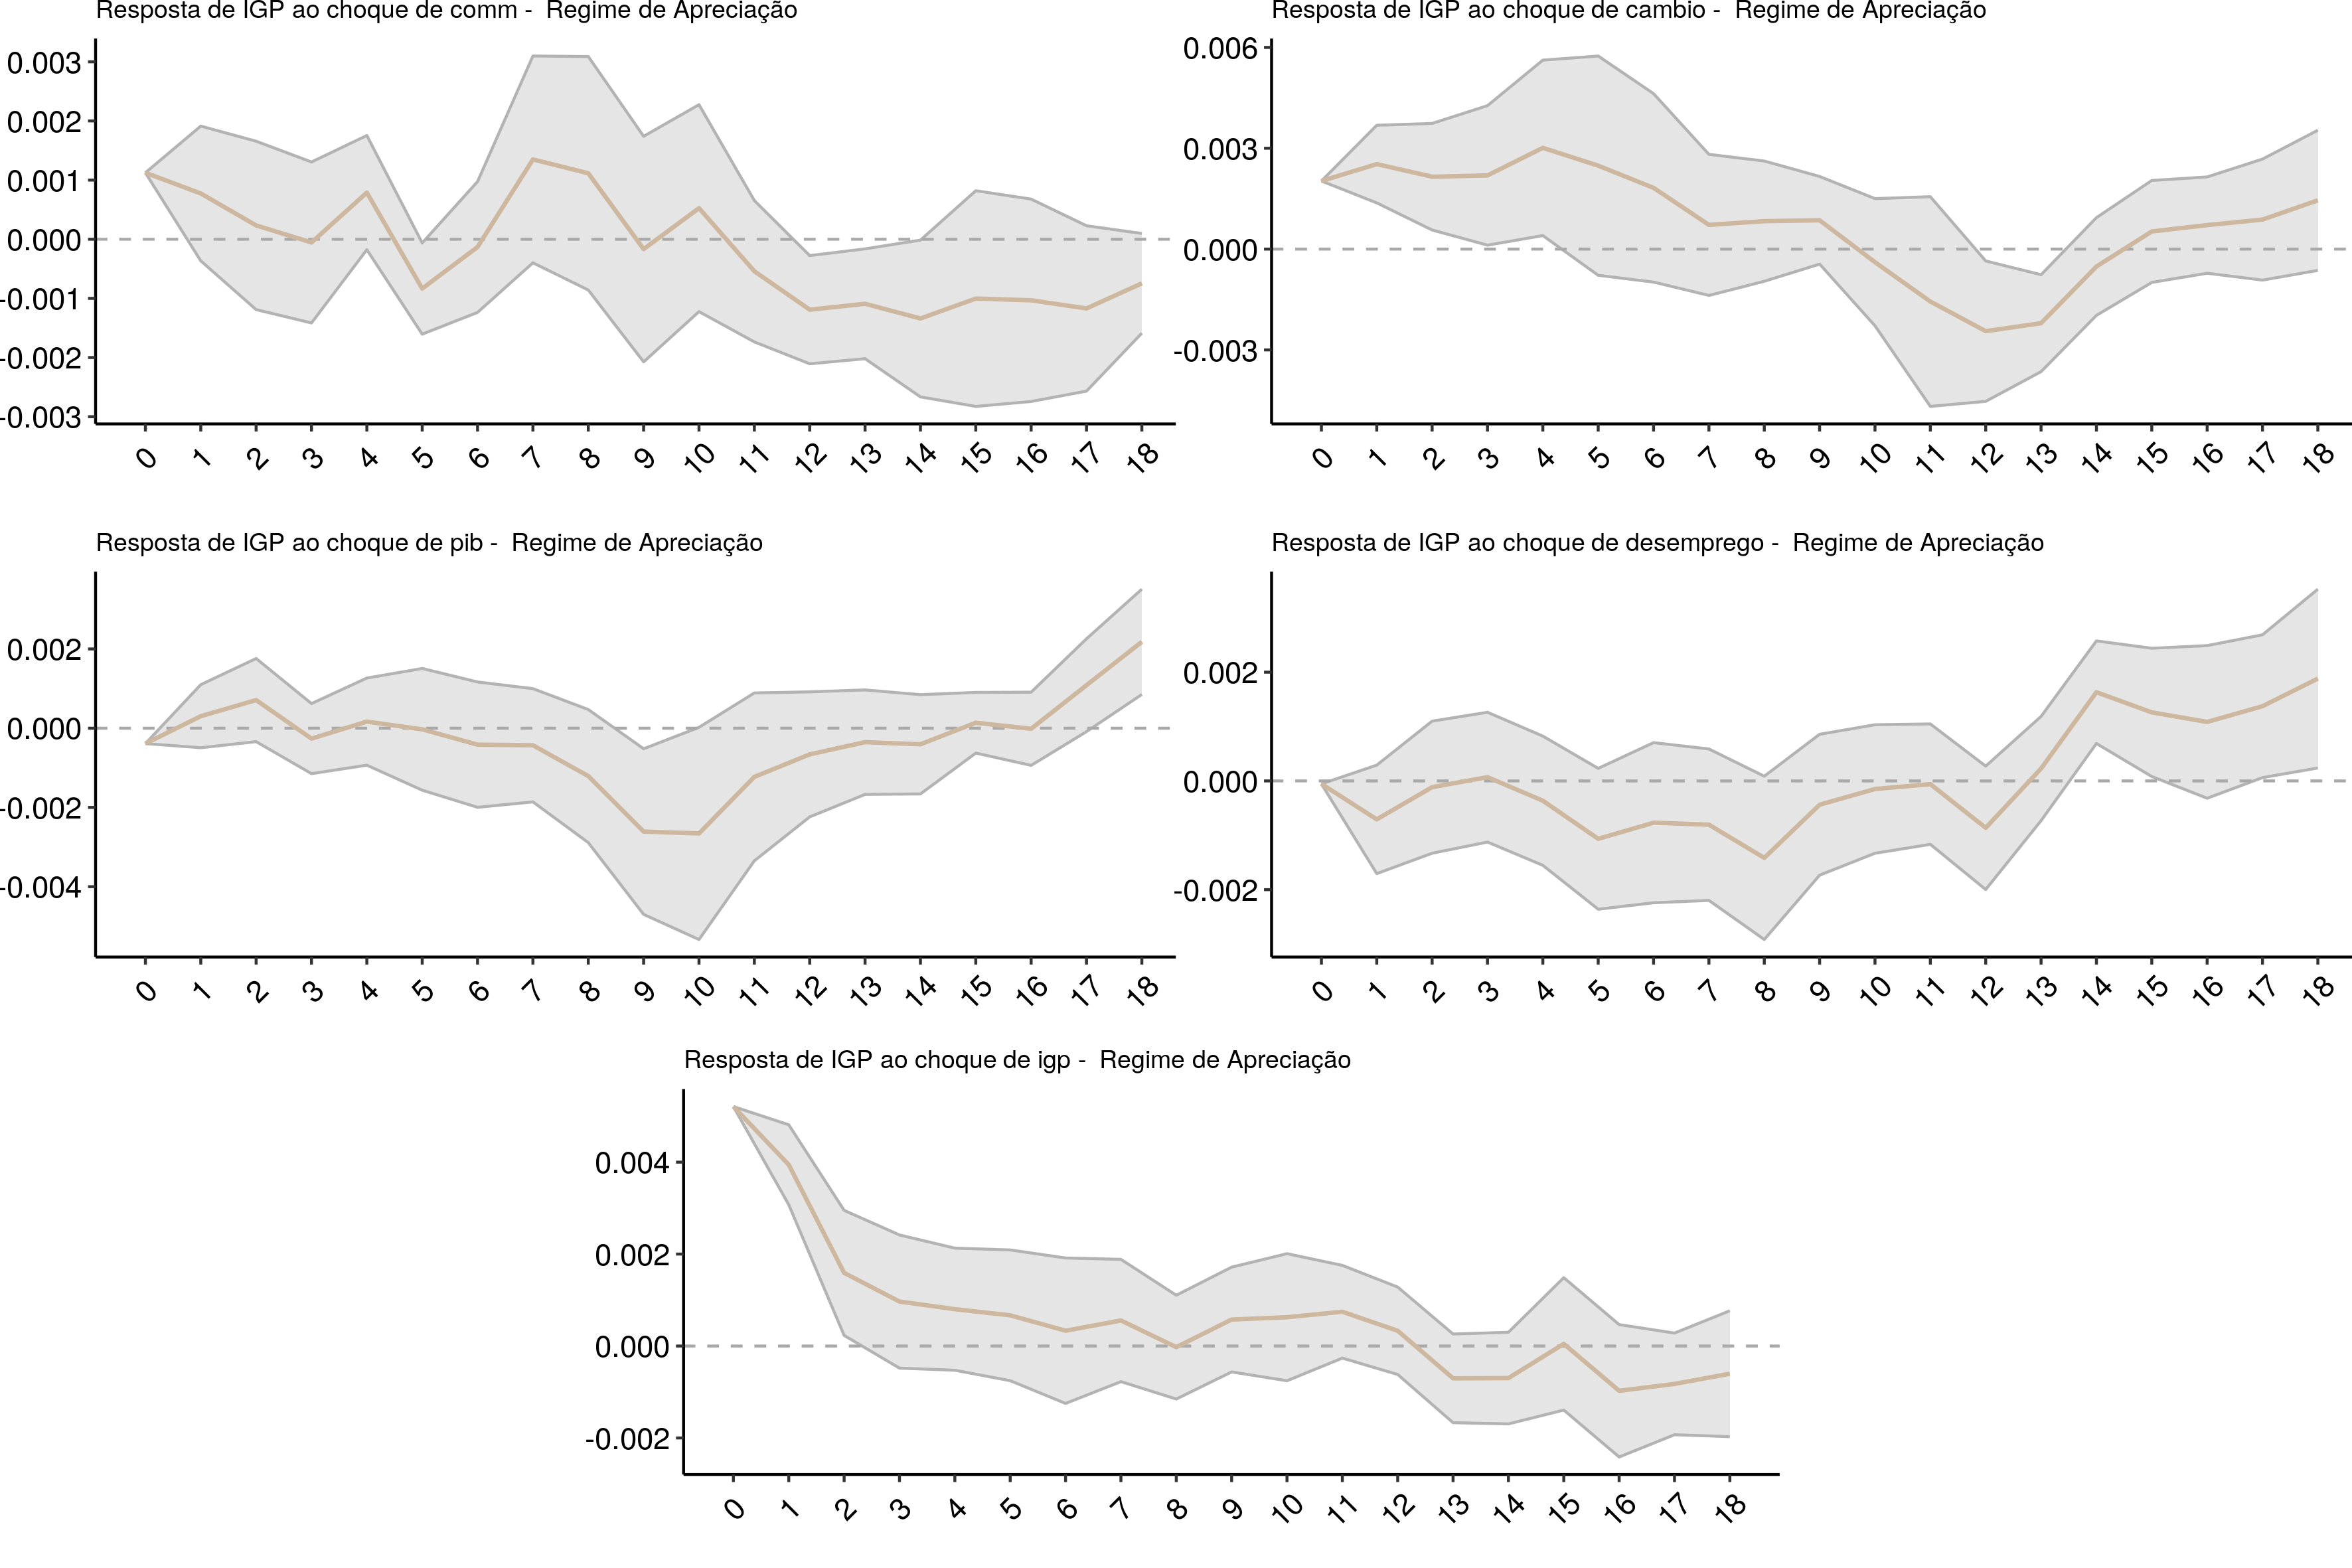 Resposta de IGP ao choque de comm -  Regime de Apreciação
0.003
0.002
0.001
0.000
-0.001
-0.002
-0.003
0 1 2 3 4 5 6 7 8 9 10 11 12 13 14 15 16 17 18
Resposta de IGP ao choque de cambio -  Regime de Apreciação
0.006
0.003
0.000
-0.003
0 1 2 3 4 5 6 7 8 9 10 11 12 13 14 15 16 17 18
Resposta de IGP ao choque de pib -  Regime de Apreciação
0.002
0.000
-0.002
-0.004
0 1 2 3 4 5 6 7 8 9 10 11 12 13 14 15 16 17 18
Resposta de IGP ao choque de desemprego -  Regime de Apreciação
0.002
0.000
-0.002
0 1 2 3 4 5 6 7 8 9 10 11 12 13 14 15 16 17 18
Resposta de IGP ao choque de igp -  Regime de Apreciação
0.004
0.002
0.000
-0.002
0 1 2 3 4 5 6 7 8 9 10 11 12 13 14 15 16 17 18